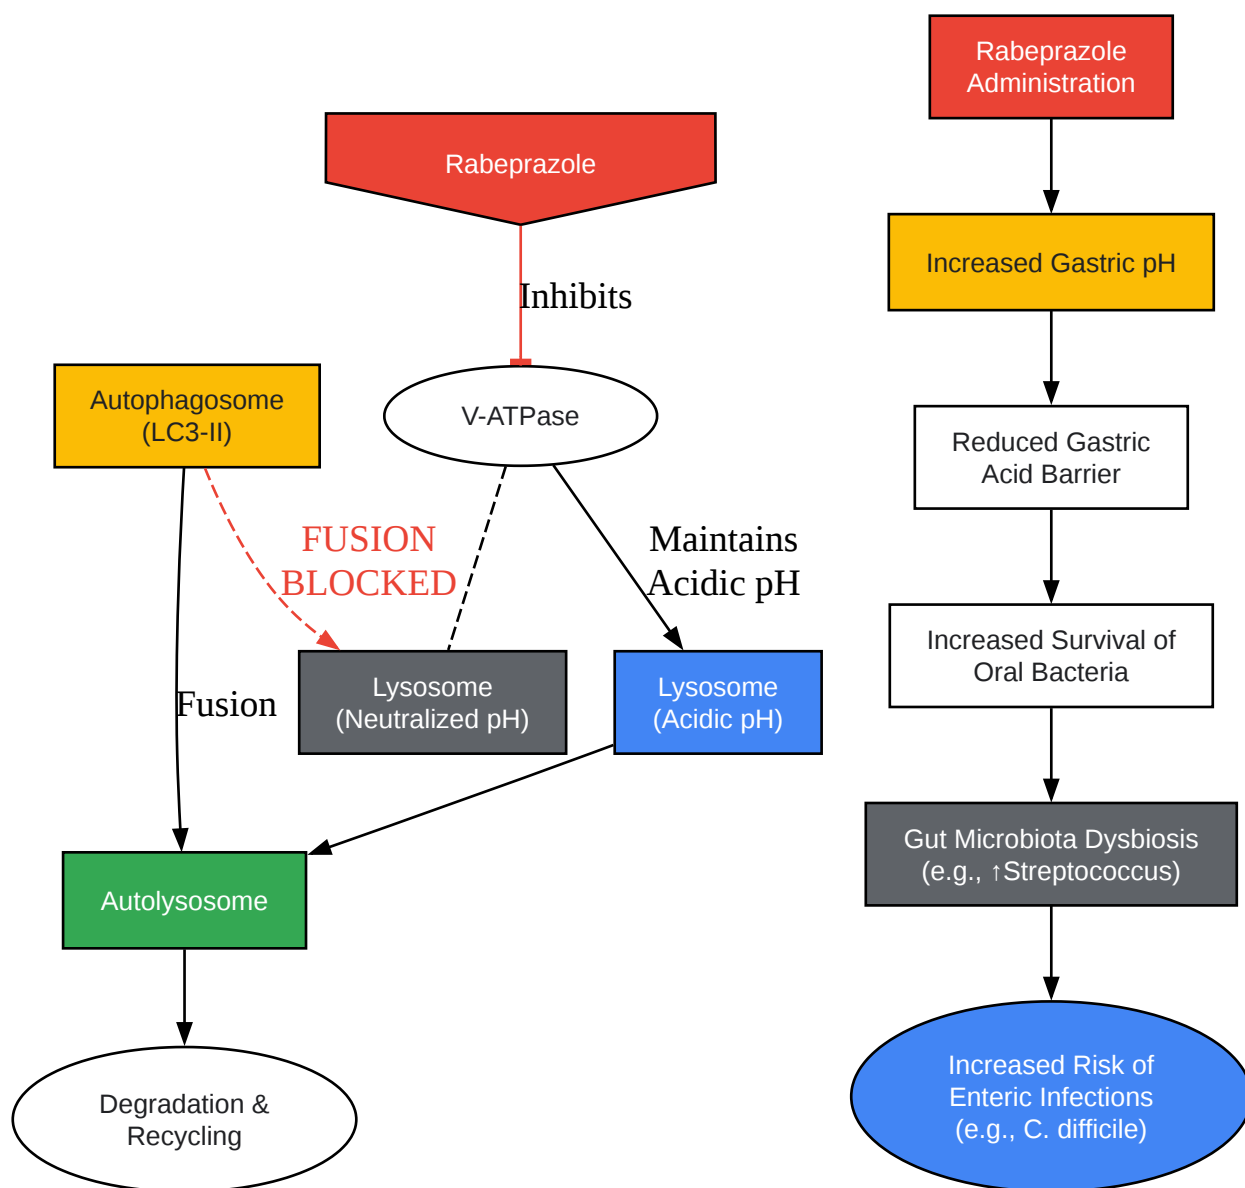 Rabeprazole
Inhibits
Autophagosome
(LC3-II)
V-ATPase
FUSION
BLOCKED
Maintains
Acidic pH
Lysosome
(Neutralized pH)
Lysosome
(Acidic pH)
Fusion
Autolysosome
Degradation &
Recycling
Rabeprazole
Administration
Increased Gastric pH
Reduced Gastric
Acid Barrier
Increased Survival of
Oral Bacteria
Gut Microbiota Dysbiosis
(e.g., ↑Streptococcus)
Increased Risk of
Enteric Infections
(e.g., C. difficile)